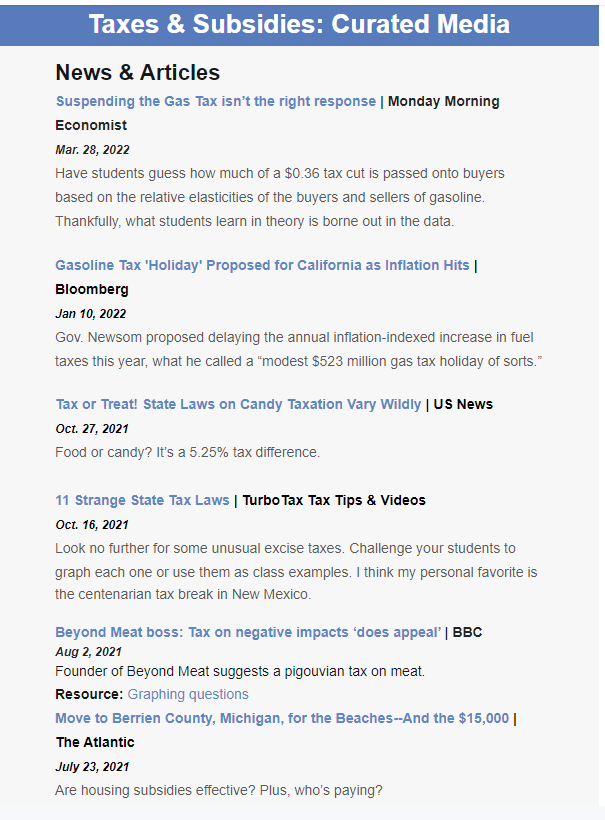 Taxes & Subsidies: Curated Media
News & Articles
Suspending the Gas Tax isn’t the right response | Monday Morning
Economist
Mar. 28, 2022
Have students guess how much of a $0.36 tax cut is passed onto buyers
based on the relative elasticities of the buyers and sellers of gasoline.
Thankfully, what students learn in theory is borne out in the data.
Gasoline Tax 'Holiday' Proposed for California as Inflation Hits |
Bloomberg
Jan 10, 2022
Gov. Newsom proposed delaying the annual inflation-indexed increase in fuel
taxes this year, what he called a “modest $523 million gas tax holiday of sorts.”
Tax or Treat! State Laws on Candy Taxation Vary Wildly | US News
Oct. 27, 2021
Food or candy? It’s a 5.25% tax difference.
11 Strange State Tax Laws | TurboTax Tax Tips & Videos
Oct. 16, 2021
Look no further for some unusual excise taxes. Challenge your students to
graph each one or use them as class examples. I think my personal favorite is
the centenarian tax break in New Mexico.
Beyond Meat boss: Tax on negative impacts ‘does appeal’ | BBC
Aug 2, 2021
Founder of Beyond Meat suggests a pigouvian tax on meat.
Resource: Graphing questions
Move to Berrien County, Michigan, for the Beaches--And the $15,000 |
The Atlantic
July 23, 2021
Are housing subsidies effective? Plus, who’s paying?